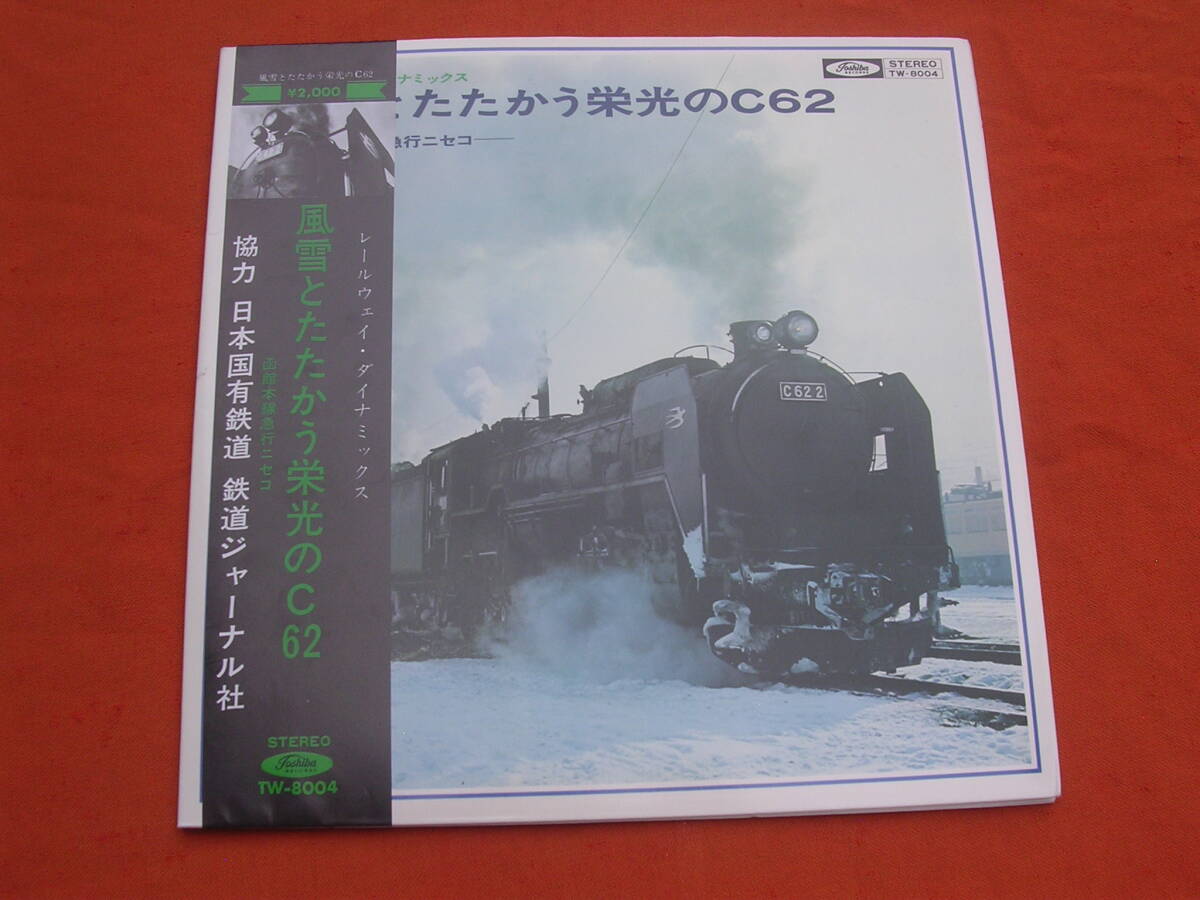 風雪とたたかう栄光のC62
¥2,000
レールウェイ・ダイナミックス
風雪とたたかう栄光のC62
函館本線急行ニセコ
協力 日本国有鉄道 鉄道ジャーナル社
STEREO
Toshiba
TW-8004
ナミックス
とたたかう栄光のC62
急行ニセコ──
Toshiba
RECORDS
STEREO
TW-8004
C62 2